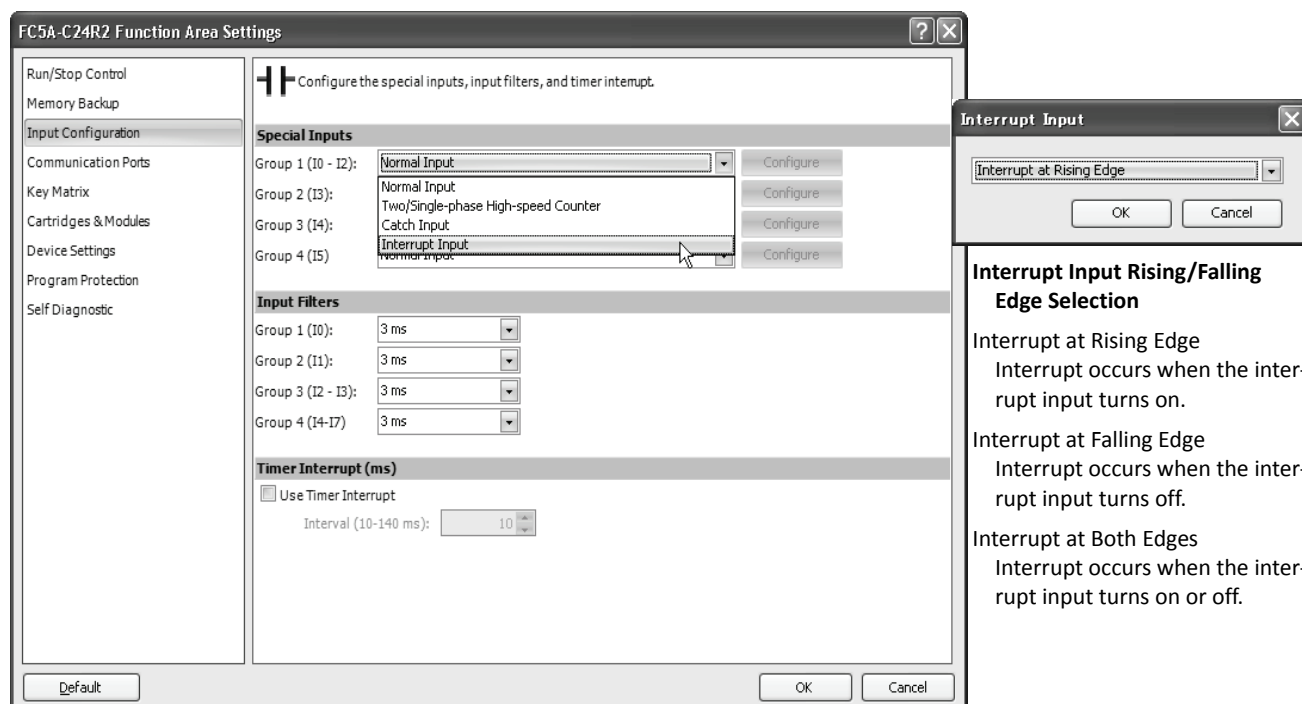 FC5A-C24R2 Function Area Settings
Run/Stop Control
Memory Backup
Input Configuration
Communication Ports
Key Matrix
Cartridges & Modules
Device Settings
Program Protection
Self Diagnostic
Configure the special inputs, input filters, and timer interrupt.
Special Inputs
Group 1 (I0 - I2): Normal Input Configure
Normal Input
Two/Single-phase High-speed Counter
Catch Input
Interrupt Input
Group 2 (I3): Configure
Group 3 (I4): Configure
Group 4 (I5) Normal Input Configure
Input Filters
Group 1 (I0): 3 ms
Group 2 (I1): 3 ms
Group 3 (I2 - I3): 3 ms
Group 4 (I4-I7) 3 ms
Timer Interrupt (ms)
Use Timer Interrupt
Interval (10-140 ms): 10
Default
OK Cancel
Interrupt Input
Interrupt at Rising Edge
OK Cancel
Interrupt Input Rising/Falling
Edge Selection
Interrupt at Rising Edge
Interrupt occurs when the inter-
rupt input turns on.
Interrupt at Falling Edge
Interrupt occurs when the inter-
rupt input turns off.
Interrupt at Both Edges
Interrupt occurs when the inter-
rupt input turns on or off.